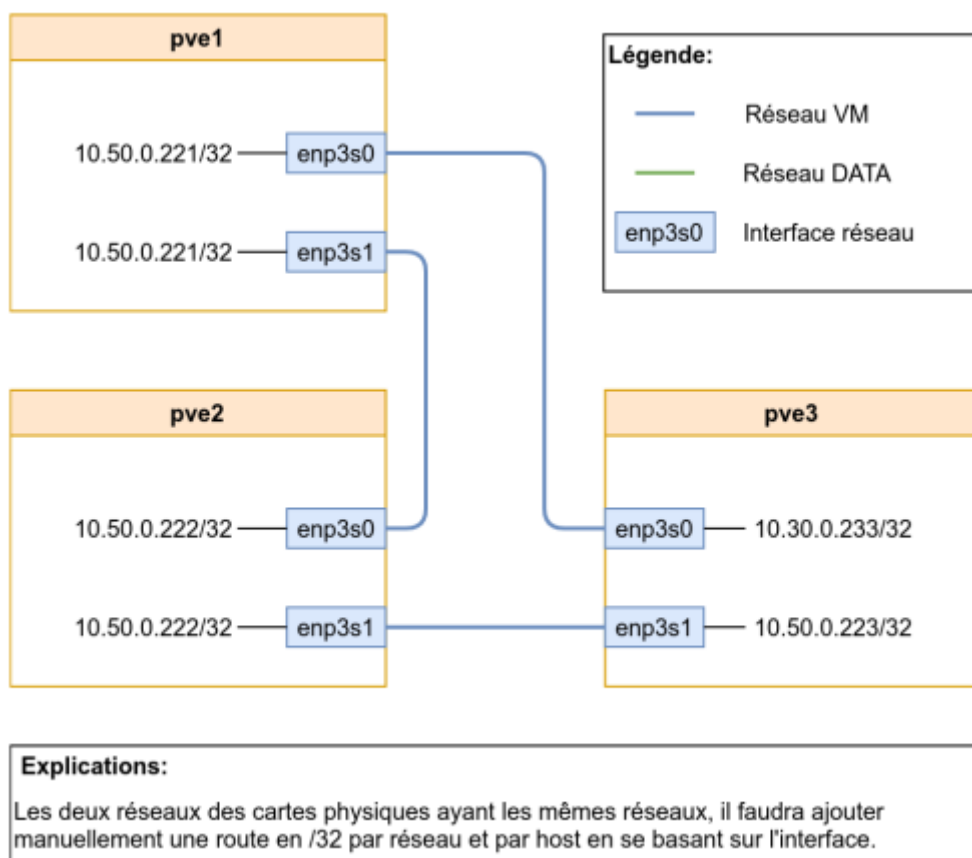 pve1
10.50.0.221/32
enp3s0
10.50.0.221/32
enp3s1
Légende:
Réseau VM
Réseau DATA
enp3s0
Interface réseau
pve2
10.50.0.222/32
enp3s0
10.50.0.222/32
enp3s1
pve3
enp3s0
10.30.0.233/32
enp3s1
10.50.0.223/32
Explications:
Les deux réseaux des cartes physiques ayant les mêmes réseaux, il faudra ajouter
manuellement une route en /32 par réseau et par host en se basant sur l'interface.